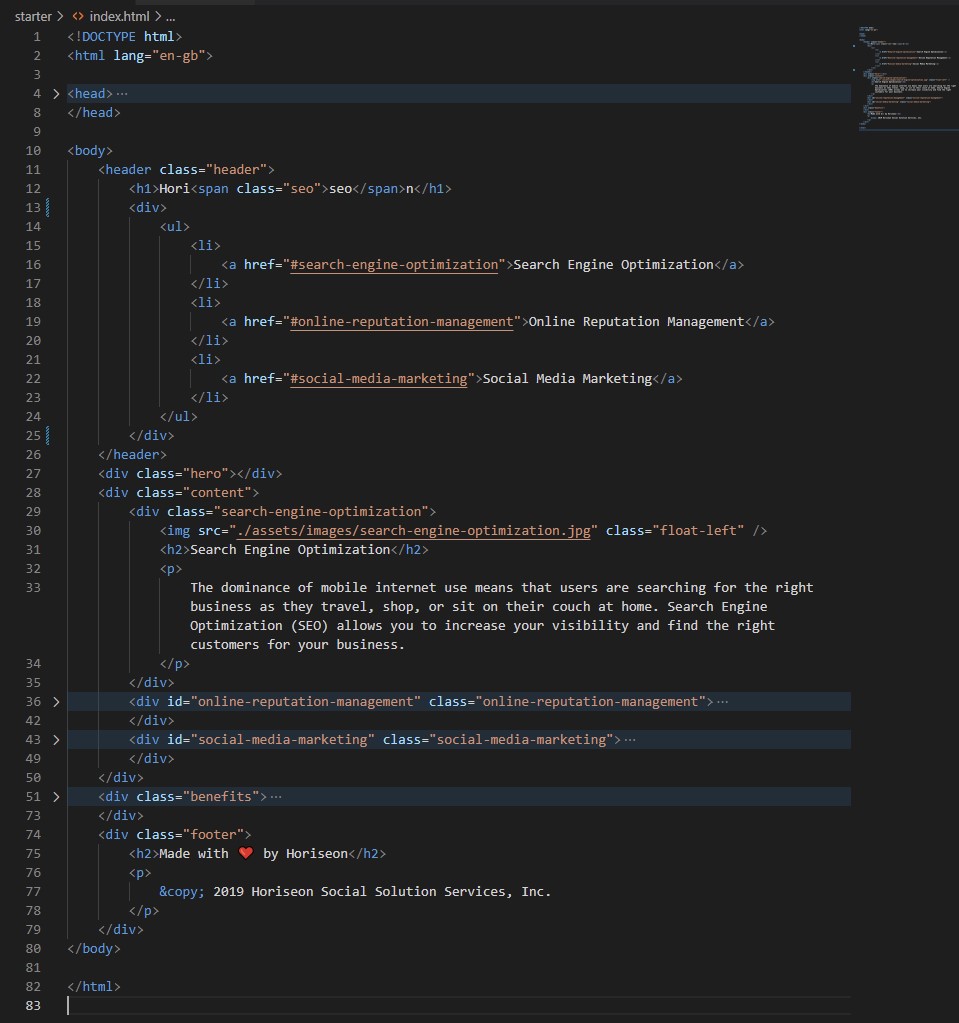 starter > <> index.html > ...
1 <!DOCTYPE html>
2 <html lang="en-gb">
3
4 > <head> ···
8 </head>
9
10 <body>
11 <header class="header">
12 <h1>Hori<span class="seo">seo</span>n</h1>
13 <div>
14 <ul>
15 <li>
16 <a href="#search-engine-optimization">Search Engine Optimization</a>
17 </li>
18 <li>
19 <a href="#online-reputation-management">Online Reputation Management</a>
20 </li>
21 <li>
22 <a href="#social-media-marketing">Social Media Marketing</a>
23 </li>
24 </ul>
25 </div>
26 </header>
27 <div class="hero"></div>
28 <div class="content">
29 <div class="search-engine-optimization">
30 <img src="./assets/images/search-engine-optimization.jpg" class="float-left" />
31 <h2>Search Engine Optimization</h2>
32 <p>
33 The dominance of mobile internet use means that users are searching for the right
business as they travel, shop, or sit on their couch at home. Search Engine
Optimization (SEO) allows you to increase your visibility and find the right
customers for your business.
34 </p>
35 </div>
36 > <div id="online-reputation-management" class="online-reputation-management"> ···
42 </div>
43 > <div id="social-media-marketing" class="social-media-marketing"> ···
49 </div>
50 </div>
51 > <div class="benefits"> ···
73 </div>
74 <div class="footer">
75 <h2>Made with ❤️ by Horiseon</h2>
76 <p>
77 &copy; 2019 Horiseon Social Solution Services, Inc.
78 </p>
79 </div>
80 </body>
81
82 </html>
83